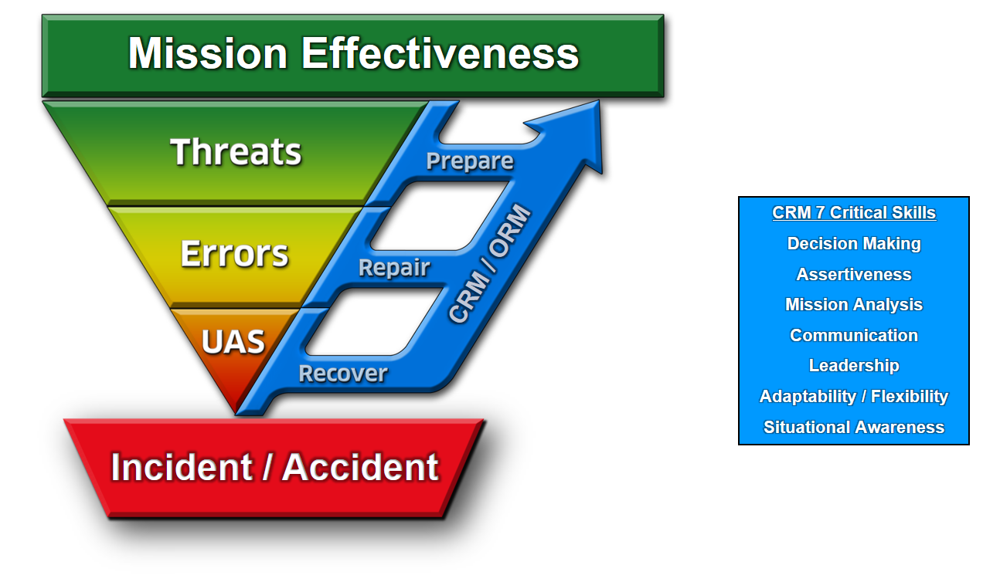 Mission Effectiveness
Threats
Prepare
Errors
Repair
CRM / ORM
UAS
Recover
Incident / Accident
CRM 7 Critical Skills
Decision Making
Assertiveness
Mission Analysis
Communication
Leadership
Adaptability / Flexibility
Situational Awareness